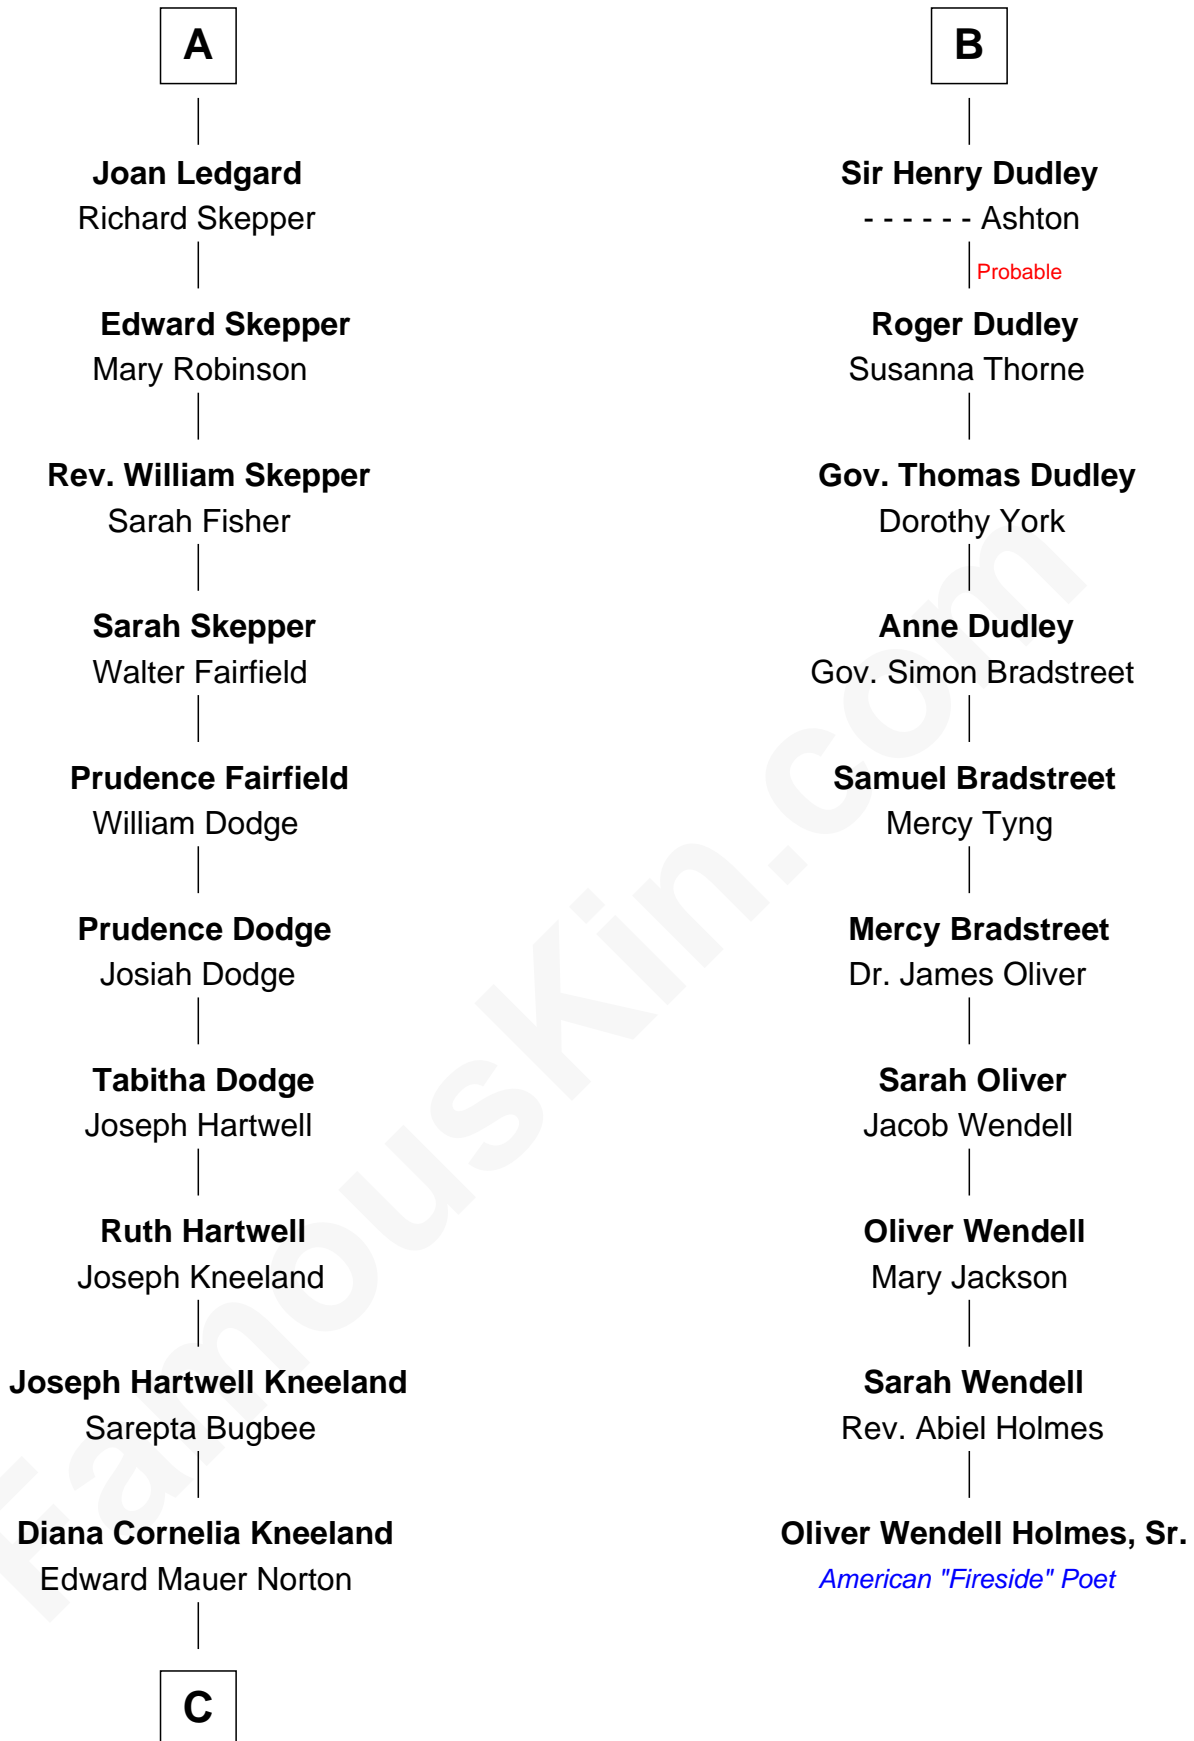 A
Joan Ledgard
Richard Skepper
Edward Skepper
Mary Robinson
Rev. William Skepper
Sarah Fisher
Sarah Skepper
Walter Fairfield
Prudence Fairfield
William Dodge
Prudence Dodge
Josiah Dodge
Tabitha Dodge
Joseph Hartwell
Ruth Hartwell
Joseph Kneeland
Joseph Hartwell Kneeland
Sarepta Bugbee
Diana Cornelia Kneeland
Edward Mauer Norton
C
B
Sir Henry Dudley
- - - - - - Ashton
Probable
Roger Dudley
Susanna Thorne
Gov. Thomas Dudley
Dorothy York
Anne Dudley
Gov. Simon Bradstreet
Samuel Bradstreet
Mercy Tyng
Mercy Bradstreet
Dr. James Oliver
Sarah Oliver
Jacob Wendell
Oliver Wendell
Mary Jackson
Sarah Wendell
Rev. Abiel Holmes
Oliver Wendell Holmes, Sr.
American "Fireside" Poet
FamousKin.com